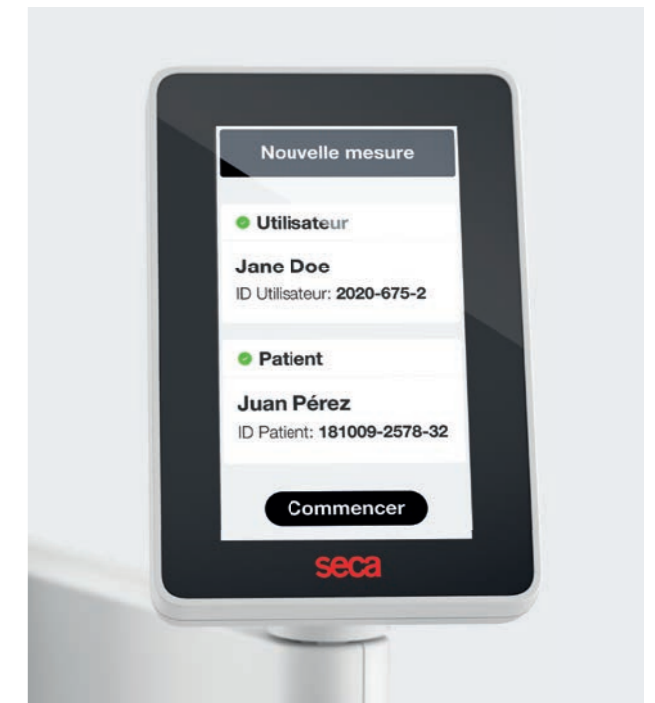 Nouvelle mesure
Utilisateur
Jane Doe
ID Utilisateur: 2020-675-2
Patient
Juan Pérez
ID Patient: 181009-2578-32
Commencer
seca